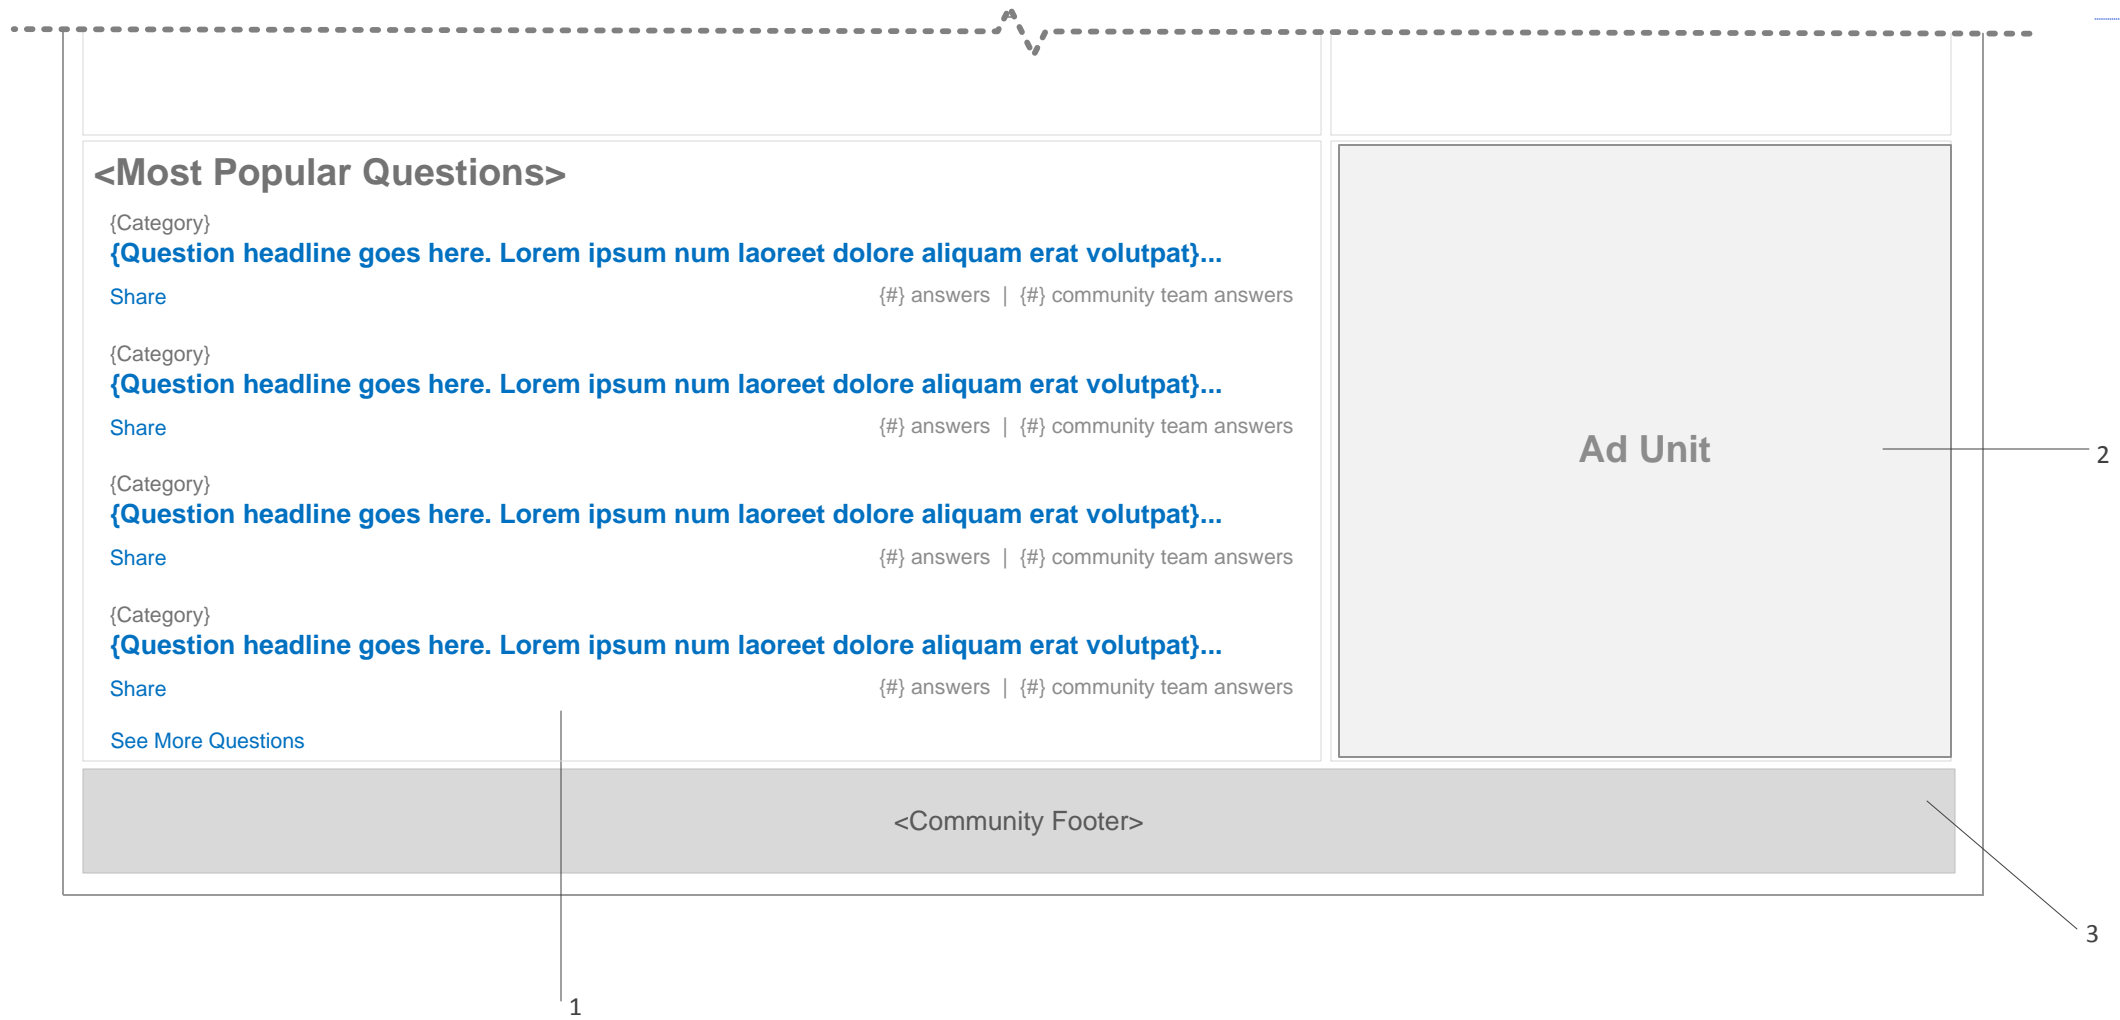 <Most Popular Questions>
{Category}
{Question headline goes here. Lorem ipsum num laoreet dolore aliquam erat volutpat}...
Share {#} answers | {#} community team answers
{Category}
{Question headline goes here. Lorem ipsum num laoreet dolore aliquam erat volutpat}...
Share {#} answers | {#} community team answers
{Category}
{Question headline goes here. Lorem ipsum num laoreet dolore aliquam erat volutpat}...
Share {#} answers | {#} community team answers
{Category}
{Question headline goes here. Lorem ipsum num laoreet dolore aliquam erat volutpat}...
Share {#} answers | {#} community team answers
See More Questions
Ad Unit
2
<Community Footer>
3
1